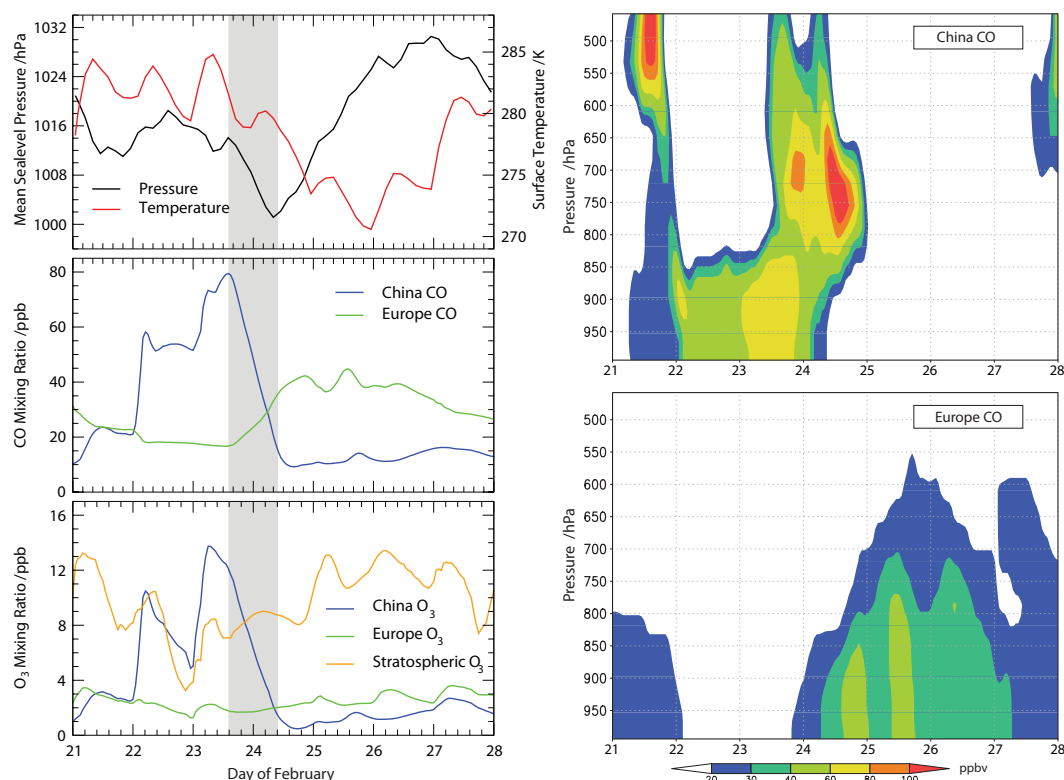 1032
1024
1016
1008
1000
Mean Sealevel Pressure /hPa
285
280
275
270
Surface Temperature /K
Pressure
Temperature
80
60
40
20
0
CO Mixing Ratio /ppb
China CO
Europe CO
16
12
8
4
0
O3 Mixing Ratio /ppb
China O3
Europe O3
Stratospheric O3
21 22 23 24 25 26 27 28
Day of February
China CO
500
550
600
650
700
750
800
850
900
950
Pressure /hPa
21 22 23 24 25 26 27 28
Europe CO
500
550
600
650
700
750
800
850
900
950
Pressure /hPa
21 22 23 24 25 26 27 28
20 30 40 60 80 100
ppbv